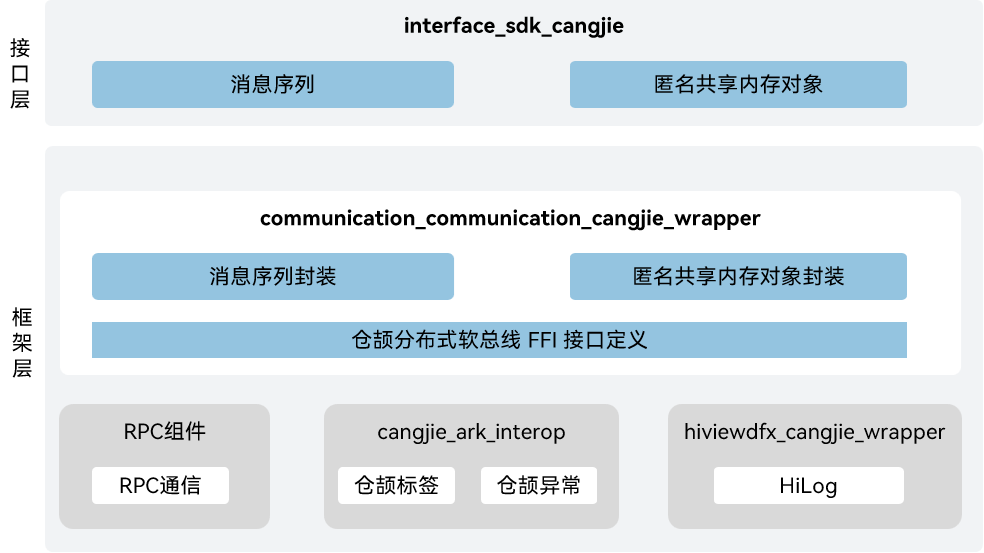 接口层
interface_sdk_cangjie
消息序列
匿名共享内存对象
框架层
communication_communication_cangjie_wrapper
消息序列封装
匿名共享内存对象封装
仓颉分布式软总线 FFI 接口定义
RPC组件
RPC通信
cangjie_ark_interop
仓颉标签
仓颉异常
hiviewdfx_cangjie_wrapper
HiLog